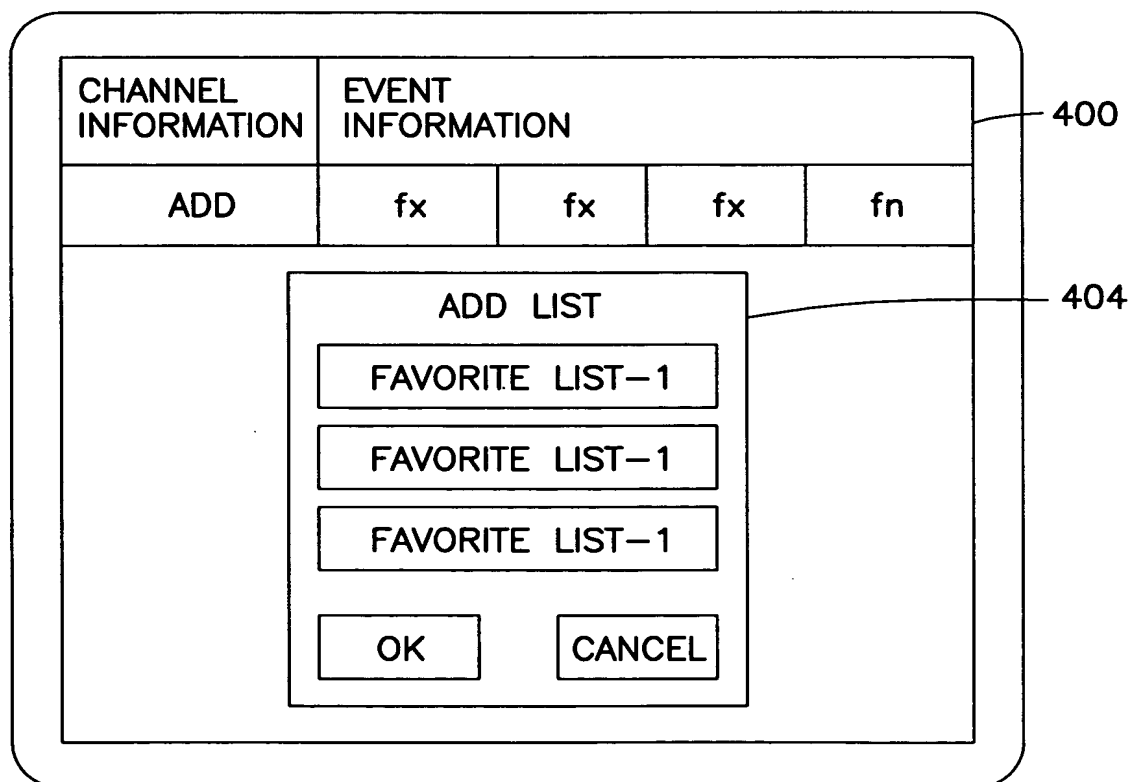 CHANNEL
INFORMATION
EVENT
INFORMATION
400
ADD fx fx fx fn
ADD LIST
404
FAVORITE LIST-1
FAVORITE LIST-1
FAVORITE LIST-1
OK CANCEL